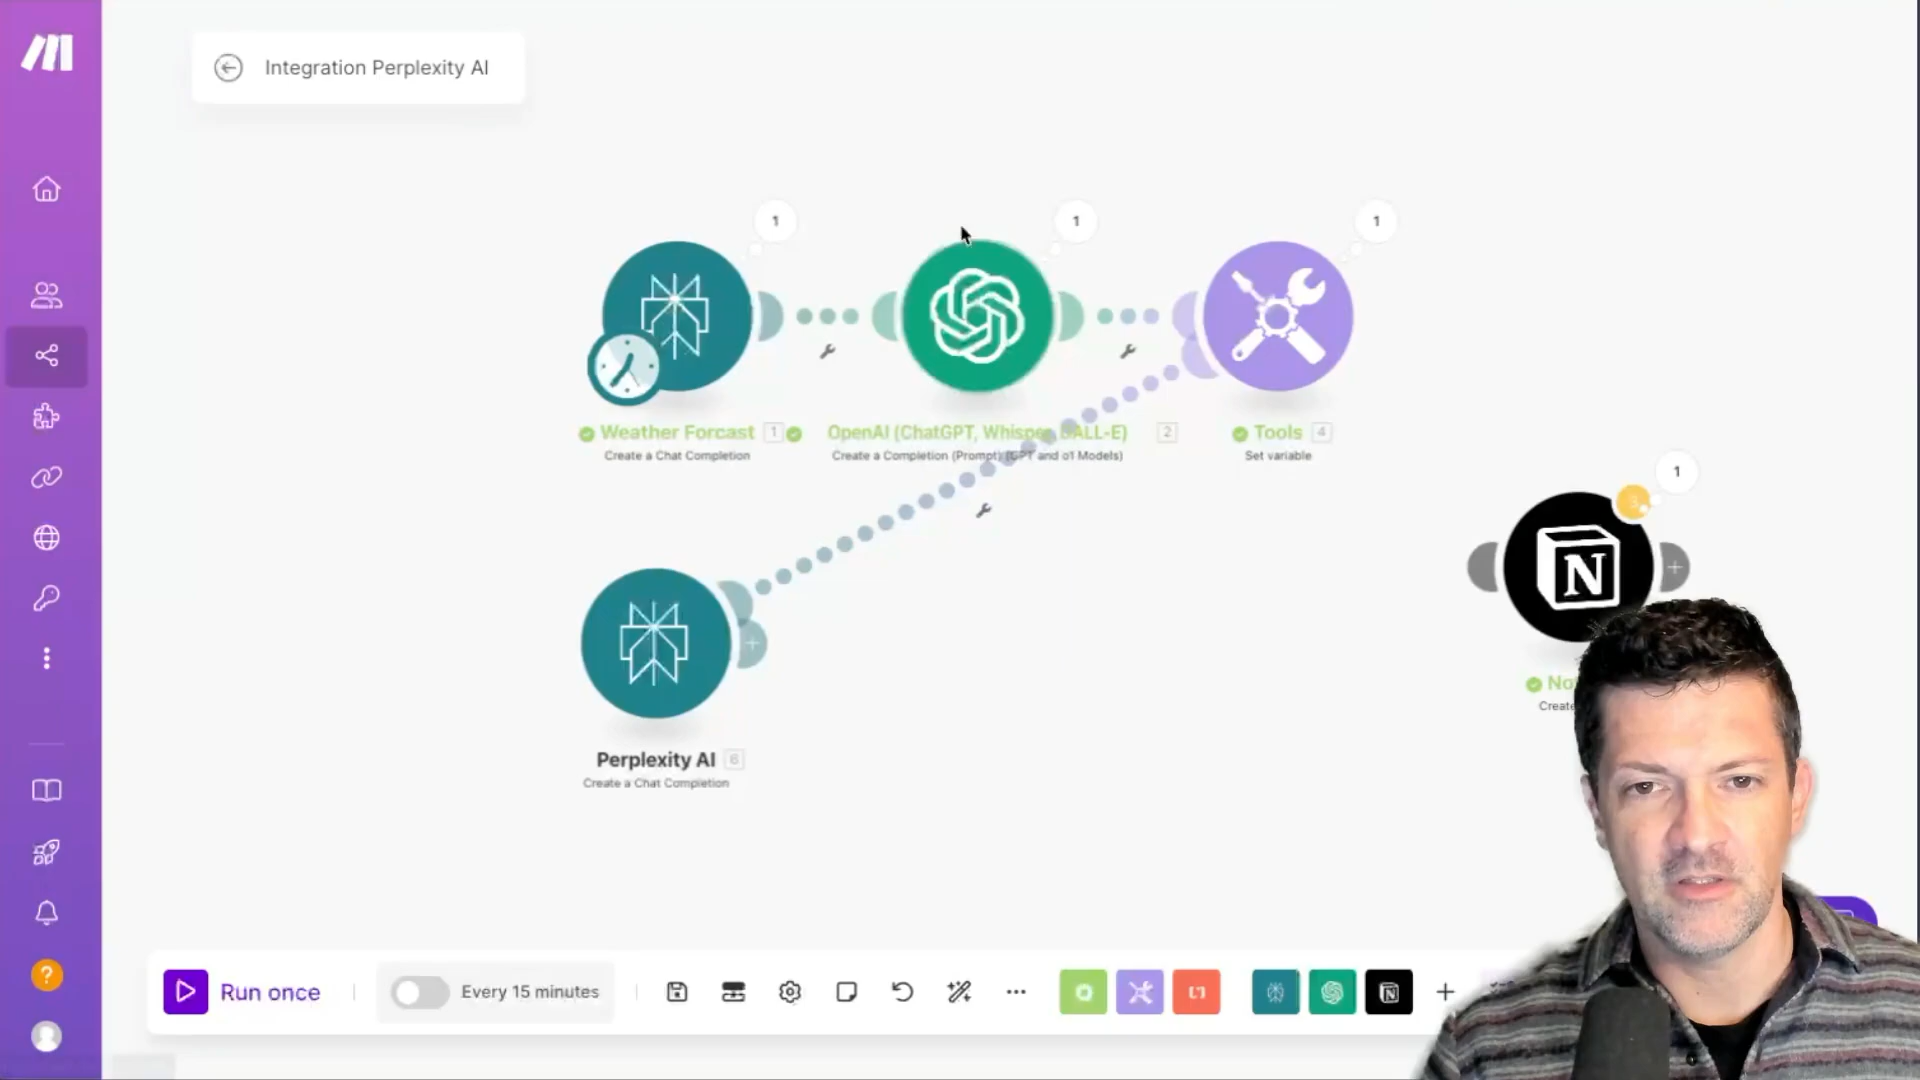 Integration Perplexity AI
1
1
1
Weather Forcast 1
Create a Chat Completion
OpenAI (ChatGPT, Whisper, DALL-E) 2
Create a Completion (Prompt) (GPT and o1 Models)
Tools 4
Set variable
1
N
Create
Perplexity AI 6
Create a Chat Completion
Run once
Every 15 minutes